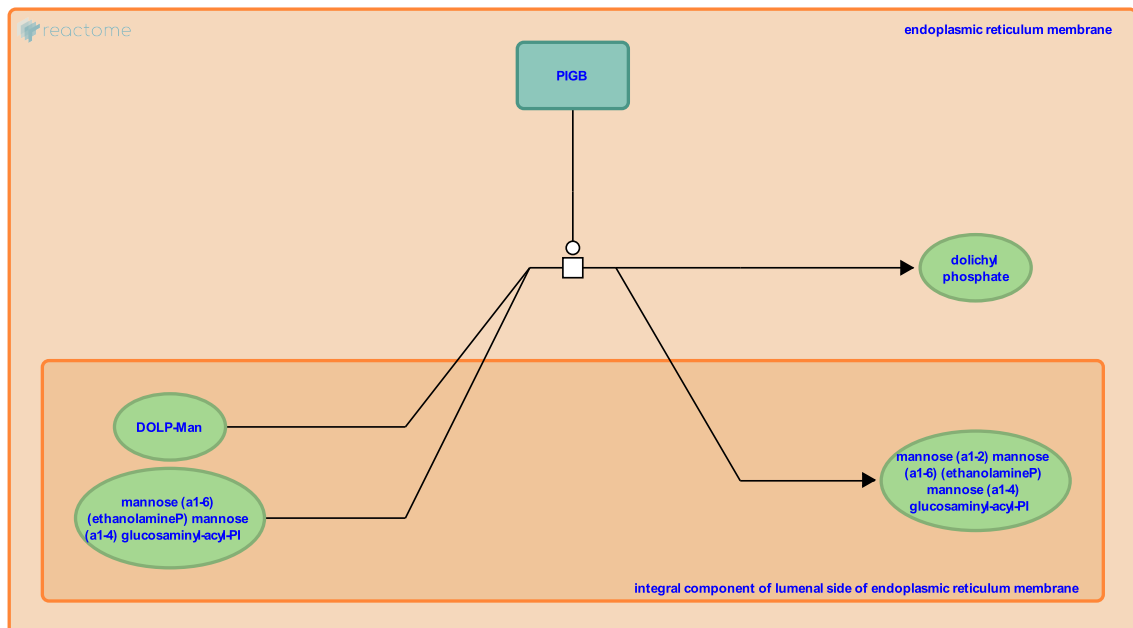 reactome
endoplasmic reticulum membrane
PIGB
dolichyl
phosphate
DOLP-Man
mannose (a1-6)
(ethanolamineP) mannose
(a1-4) glucosaminyl-acyl-PI
mannose (a1-2) mannose
(a1-6) (ethanolamineP)
mannose (a1-4)
glucosaminyl-acyl-PI
integral component of lumenal side of endoplasmic reticulum membrane